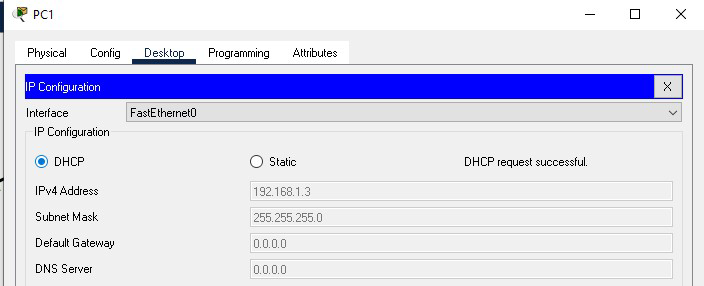 PC1
Physical Config Desktop Programming Attributes
IP Configuration X
Interface FastEthernet0
IP Configuration
DHCP Static DHCP request successful.
IPv4 Address 192.168.1.3
Subnet Mask 255.255.255.0
Default Gateway 0.0.0.0
DNS Server 0.0.0.0